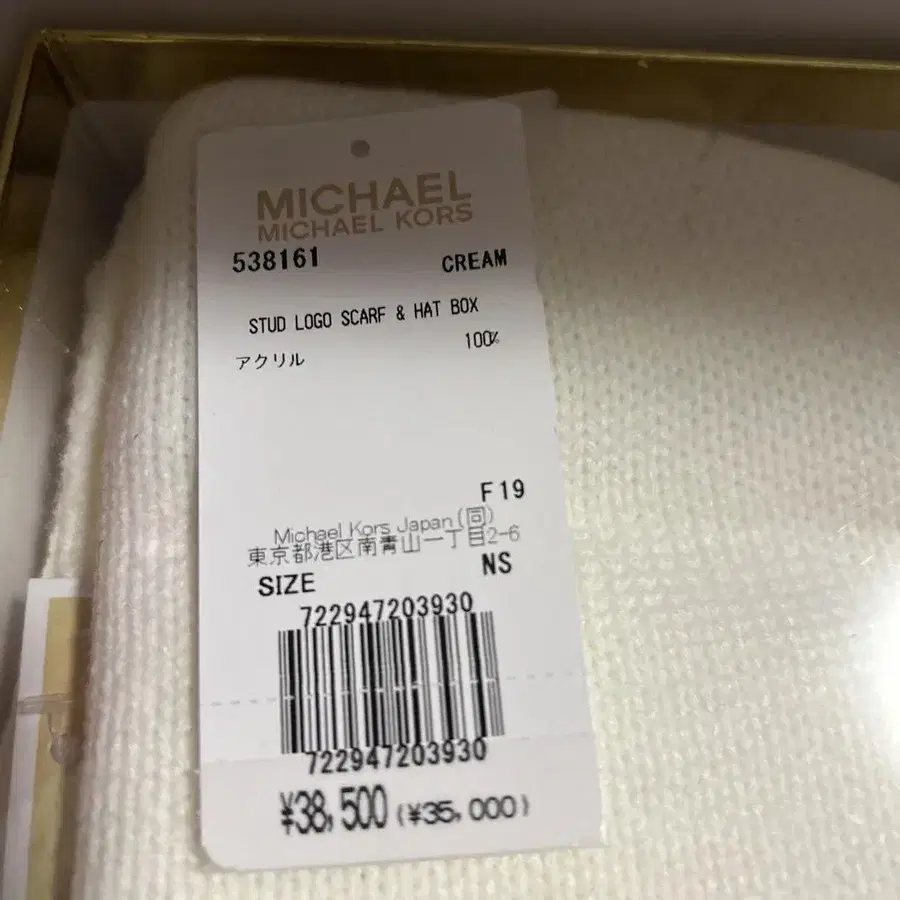 MICHAEL
MICHAEL KORS
538161 CREAM
STUD LOGO SCARF & HAT BOX
アクリル 100%
F19
Michael Kors Japan (同)
東京都港区南青山一丁目2-6
SIZE NS
722947203930
722947203930
¥38,500 (¥35,000)